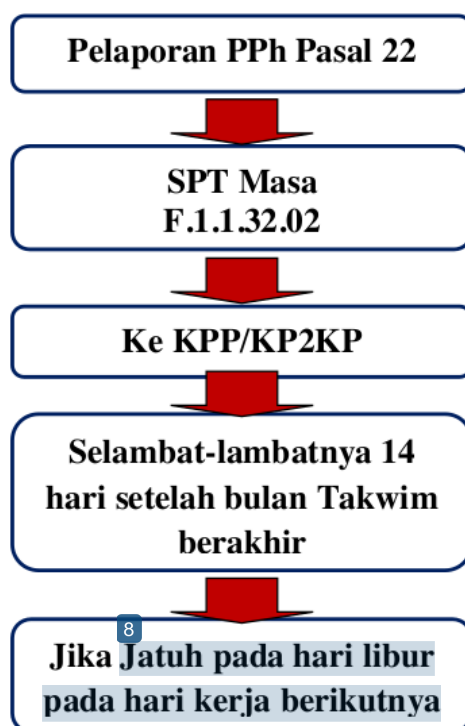 Pelaporan PPh Pasal 22
SPT Masa
F.1.1.32.02
Ke KPP/KP2KP
Selambat-lambatnya 14
hari setelah bulan Takwim
berakhir
8
Jika Jatuh pada hari libur
pada hari kerja berikutnya